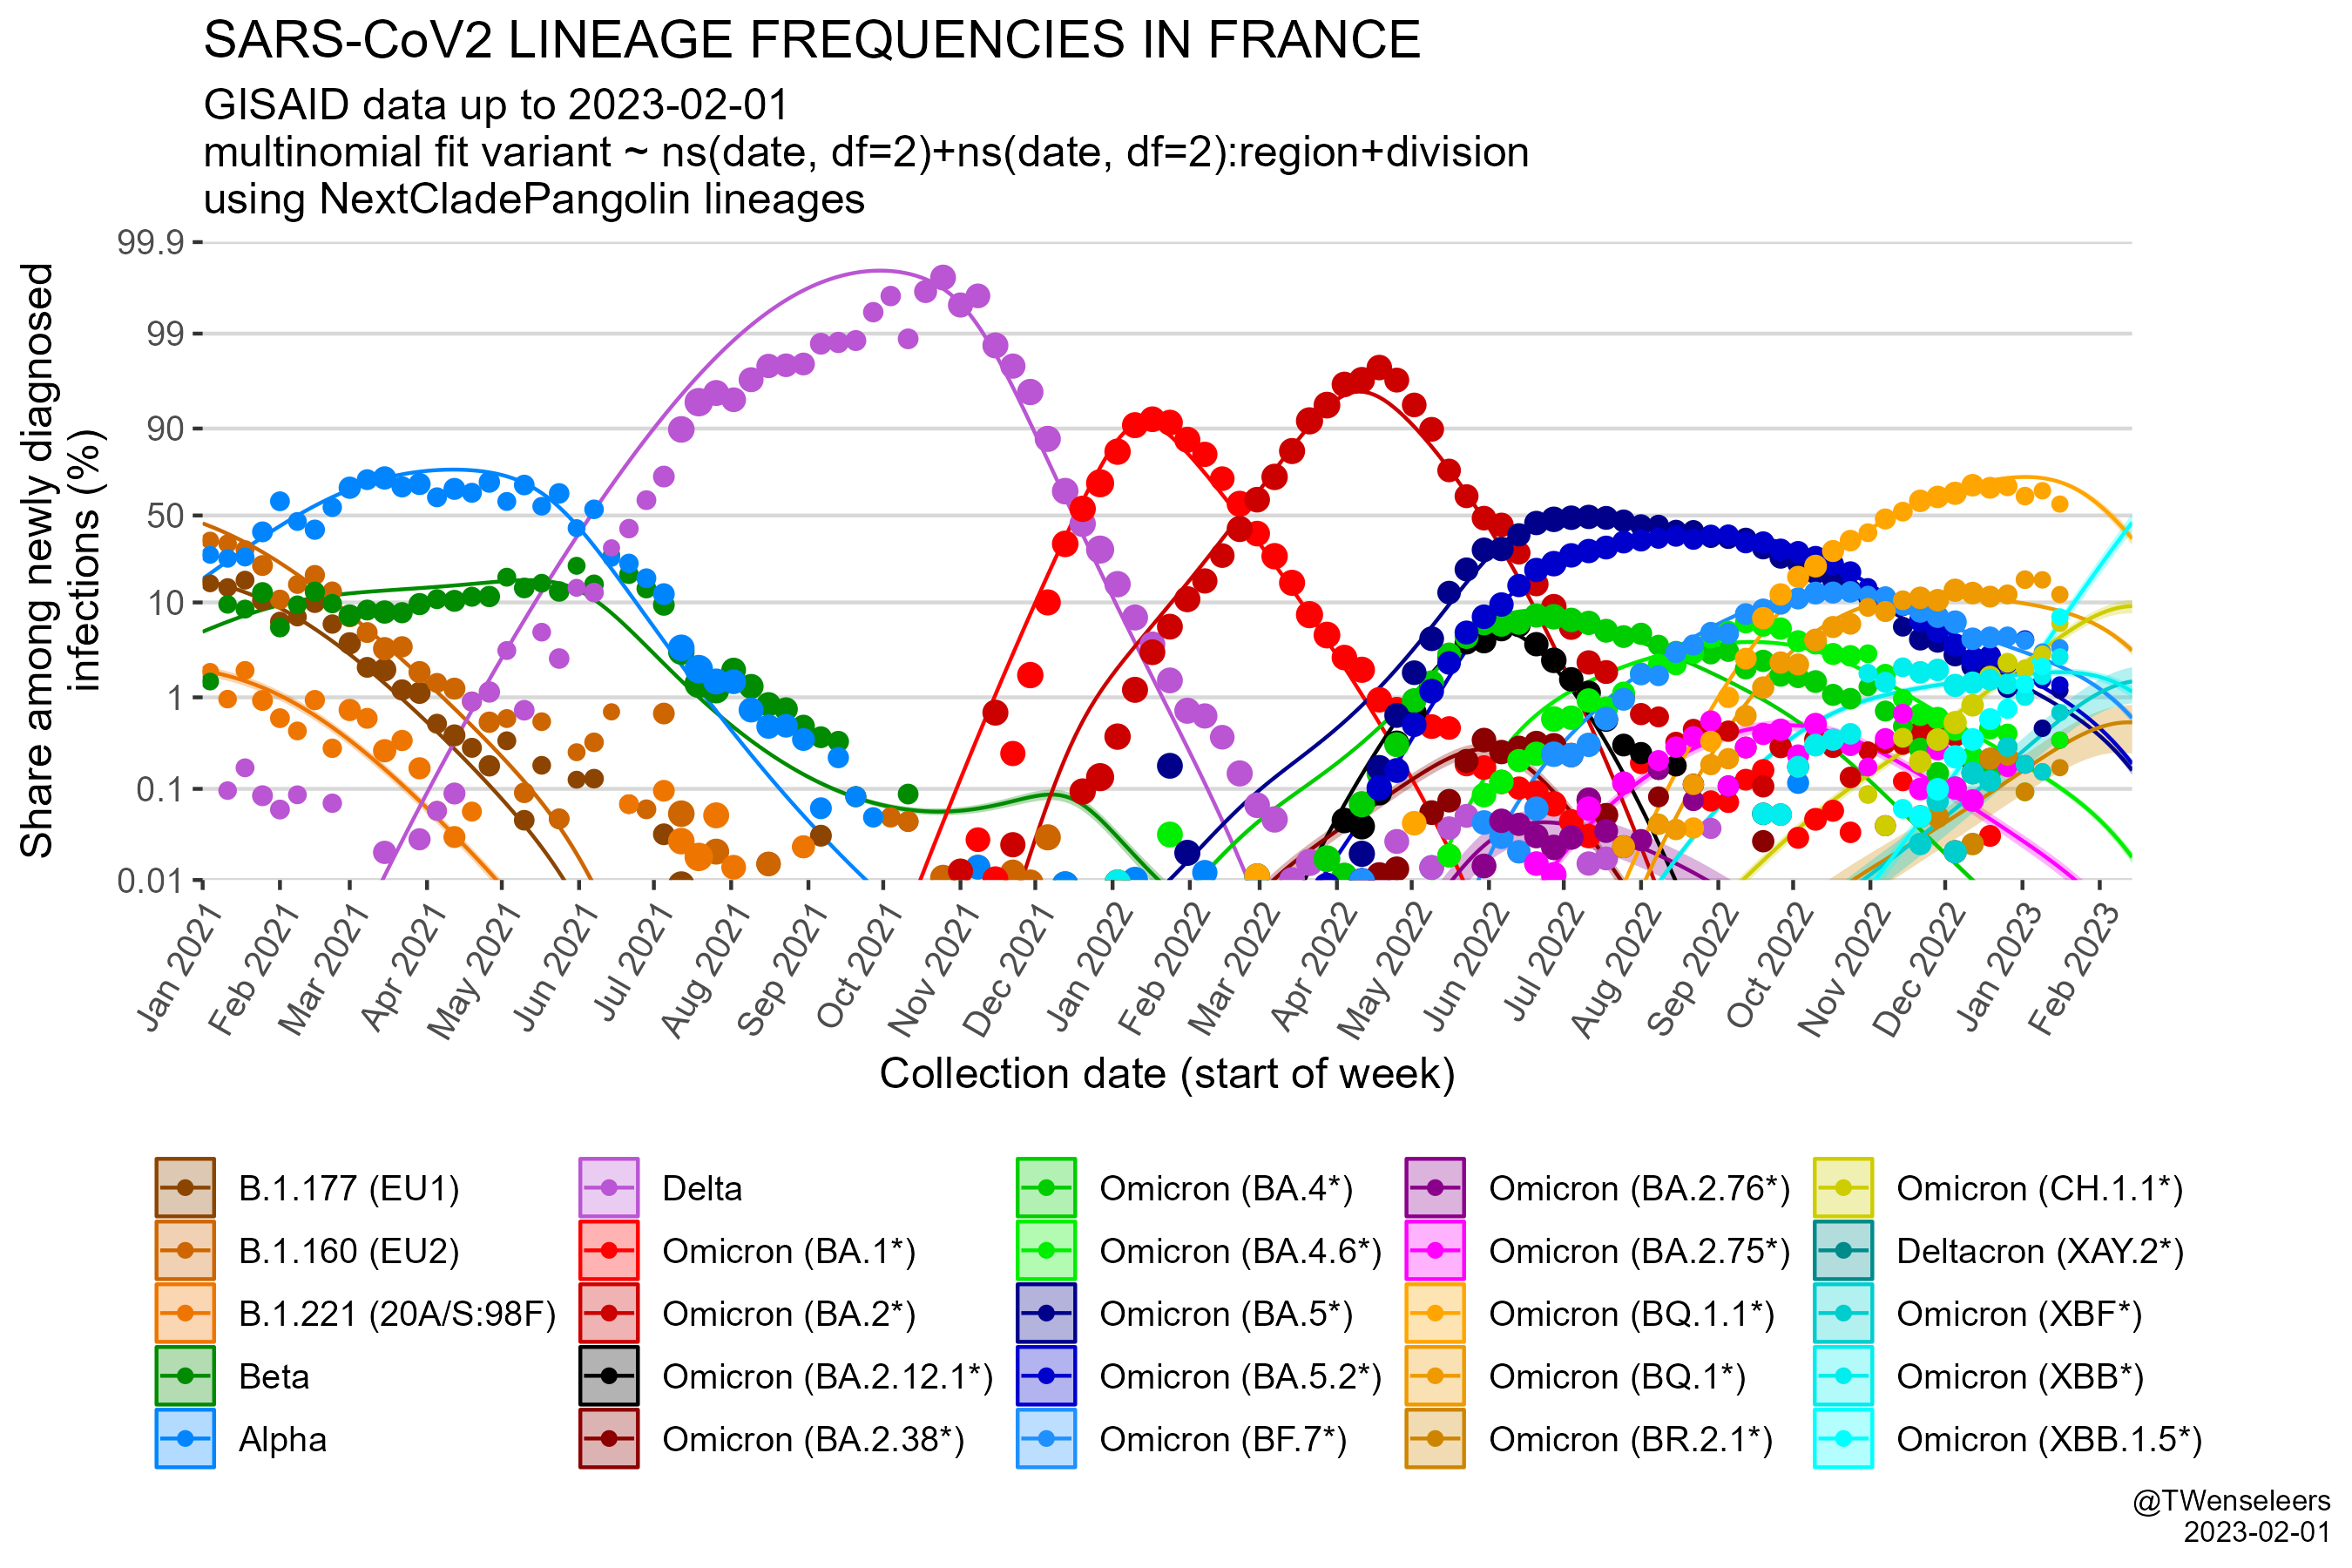 SARS-CoV2 LINEAGE FREQUENCIES IN FRANCE
GISAID data up to 2023-02-01
multinomial fit variant ~ ns(date, df=2)+ns(date, df=2):region+division
using NextCladePangolin lineages
Share among newly diagnosed
infections (%)
99.9
99
90
50
10
1
0.1
0.01
Jan 2021
Feb 2021
Mar 2021
Apr 2021
May 2021
Jun 2021
Jul 2021
Aug 2021
Sep 2021
Oct 2021
Nov 2021
Dec 2021
Jan 2022
Feb 2022
Mar 2022
Apr 2022
May 2022
Jun 2022
Jul 2022
Aug 2022
Sep 2022
Oct 2022
Nov 2022
Dec 2022
Jan 2023
Feb 2023
Collection date (start of week)
B.1.177 (EU1)
B.1.160 (EU2)
B.1.221 (20A/S:98F)
Beta
Alpha
Delta
Omicron (BA.1*)
Omicron (BA.2*)
Omicron (BA.2.12.1*)
Omicron (BA.2.38*)
Omicron (BA.4*)
Omicron (BA.4.6*)
Omicron (BA.5*)
Omicron (BA.5.2*)
Omicron (BF.7*)
Omicron (BA.2.76*)
Omicron (BA.2.75*)
Omicron (BQ.1.1*)
Omicron (BQ.1*)
Omicron (BR.2.1*)
Omicron (CH.1.1*)
Deltacron (XAY.2*)
Omicron (XBF*)
Omicron (XBB*)
Omicron (XBB.1.5*)
@TWenseleers
2023-02-01